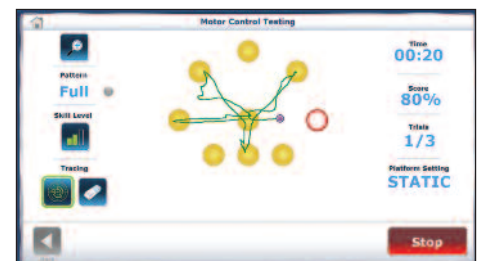 Motor Control Testing
Pattern
Full
Skill Level
Tracing
Time
00:20
Score
80%
Trials
1/3
Platform Setting
STATIC
Stop